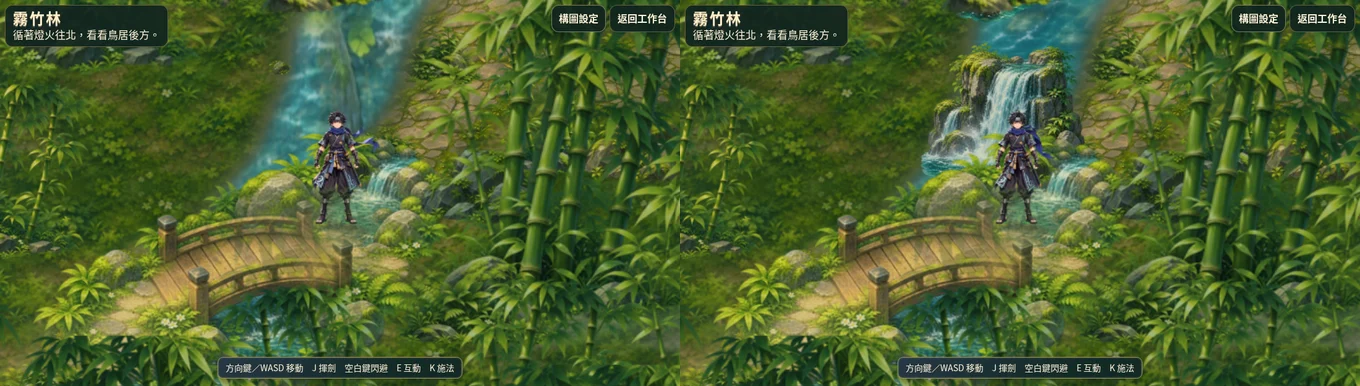 霧竹林
循著燈火往北，看看鳥居後方。
構圖設定
返回工作台
方向鍵／WASD 移動　J 揮劍　空白鍵閃避　E 互動　K 施法
霧竹林
循著燈火往北，看看鳥居後方。
構圖設定
返回工作台
方向鍵／WASD 移動　J 揮劍　空白鍵閃避　E 互動　K 施法